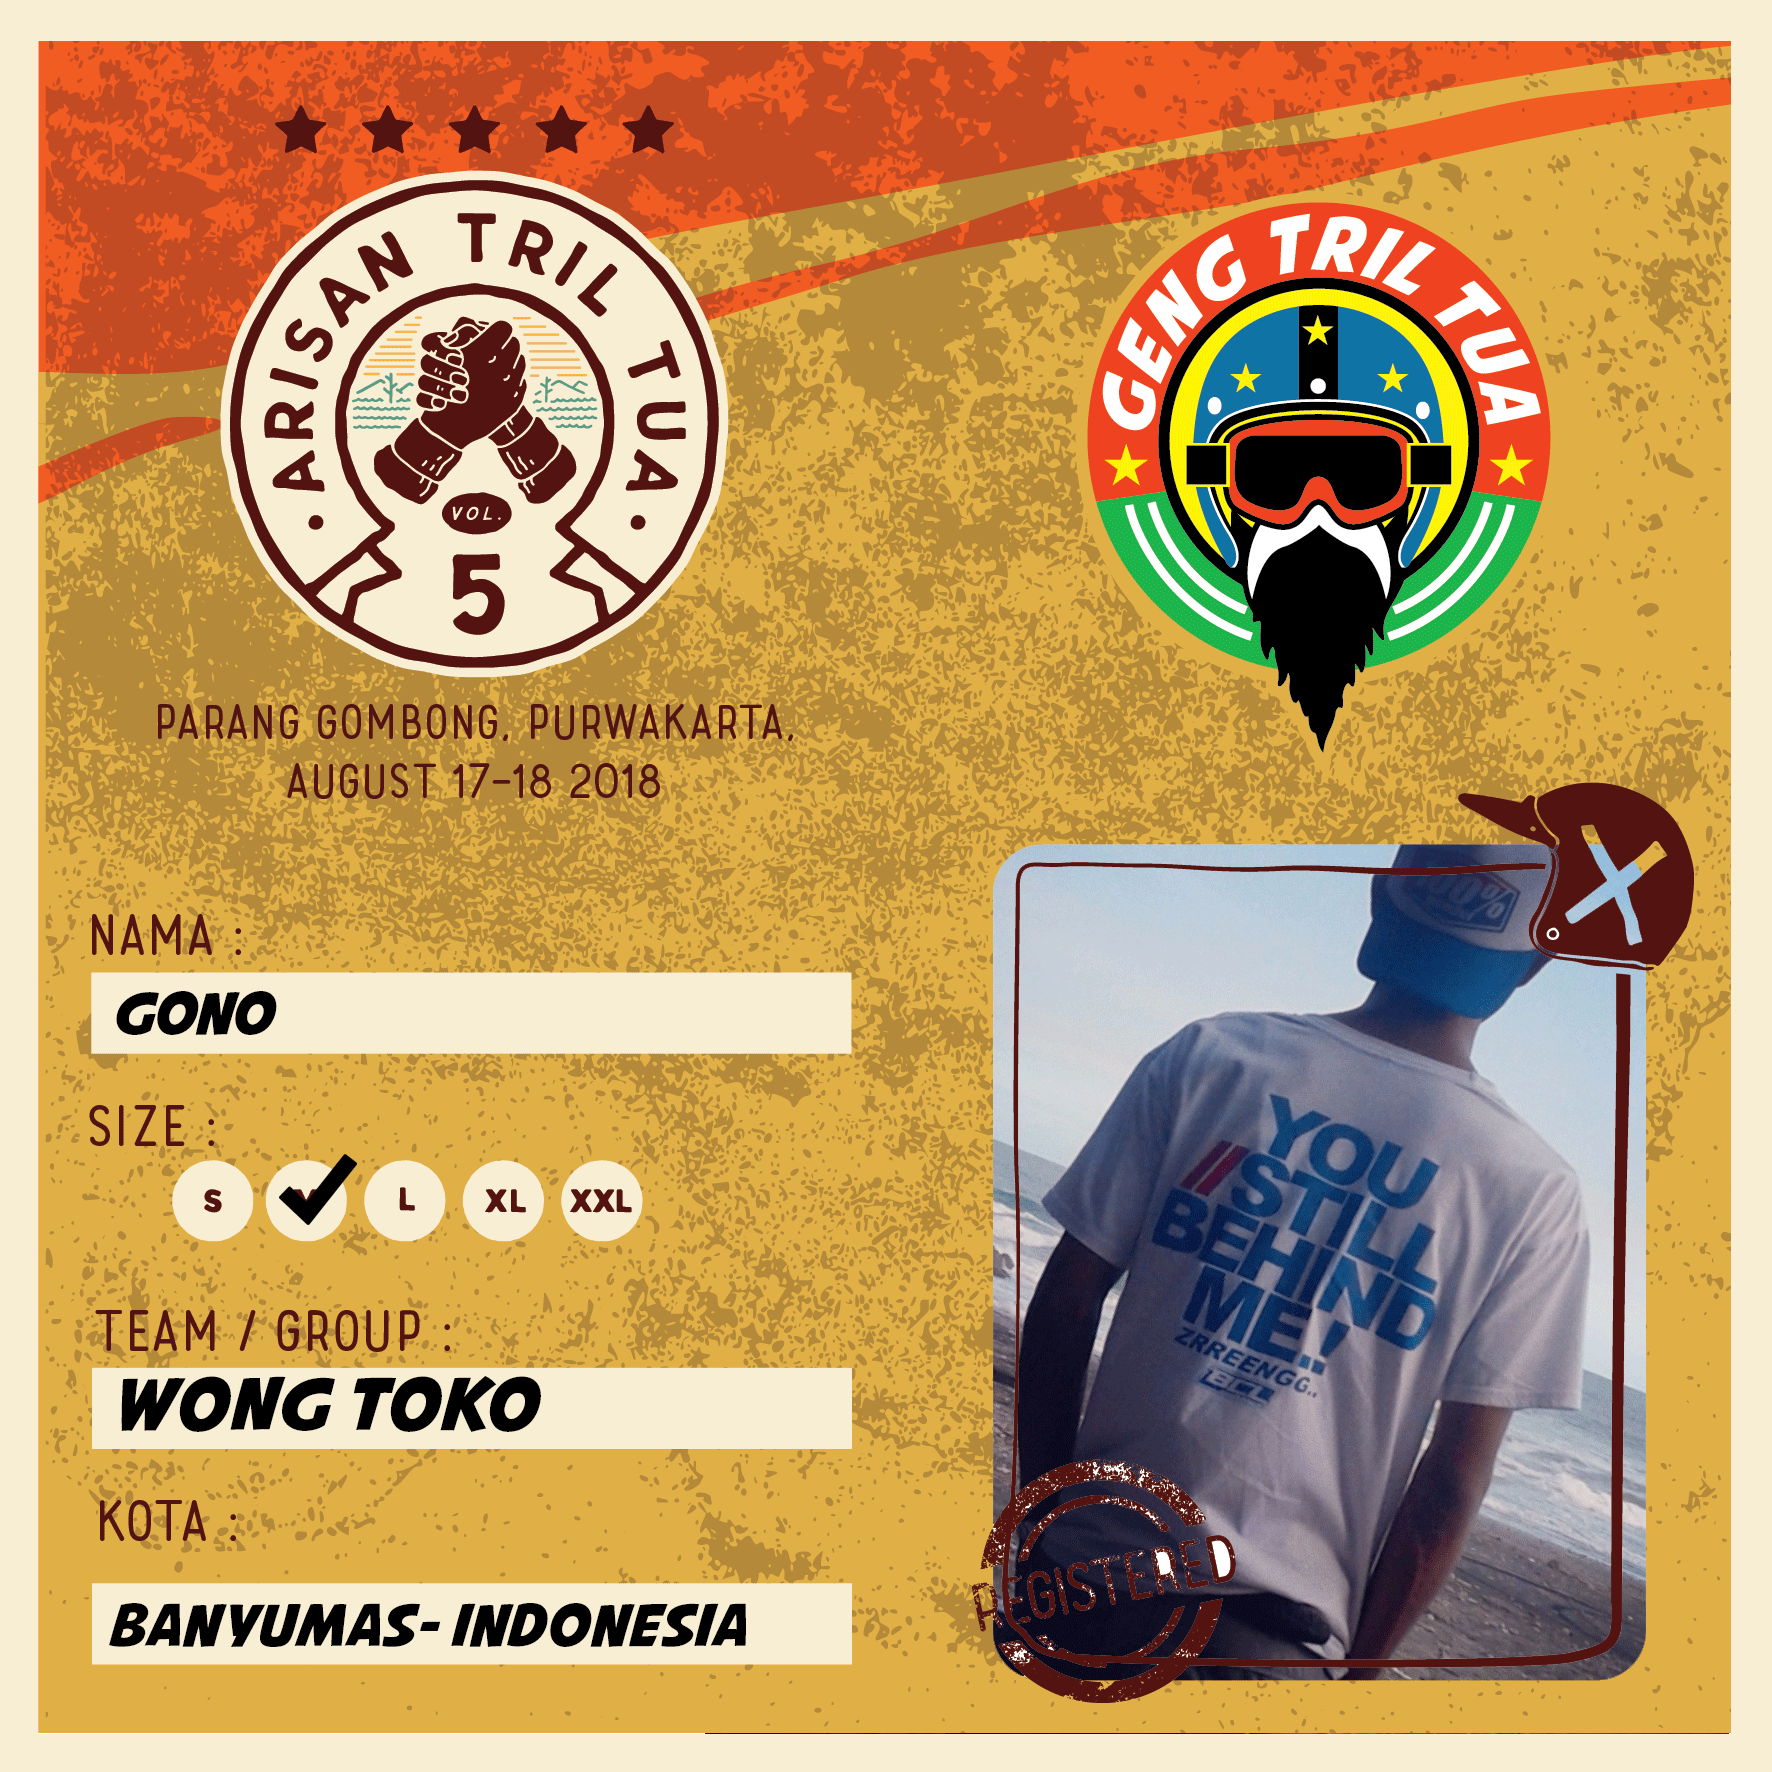 ARISAN TRIL TUA
VOL.
5
GENG TRIL TUA
PARANG GOMBONG, PURWAKARTA,
AUGUST 17-18 2018
NAMA :
GONO
SIZE :
S L XL XXL
TEAM / GROUP :
WONG TOKO
KOTA :
BANYUMAS- INDONESIA
100%
YOU
//STILL
BEHIND
ME!
ZRREENGG..
REGISTERED